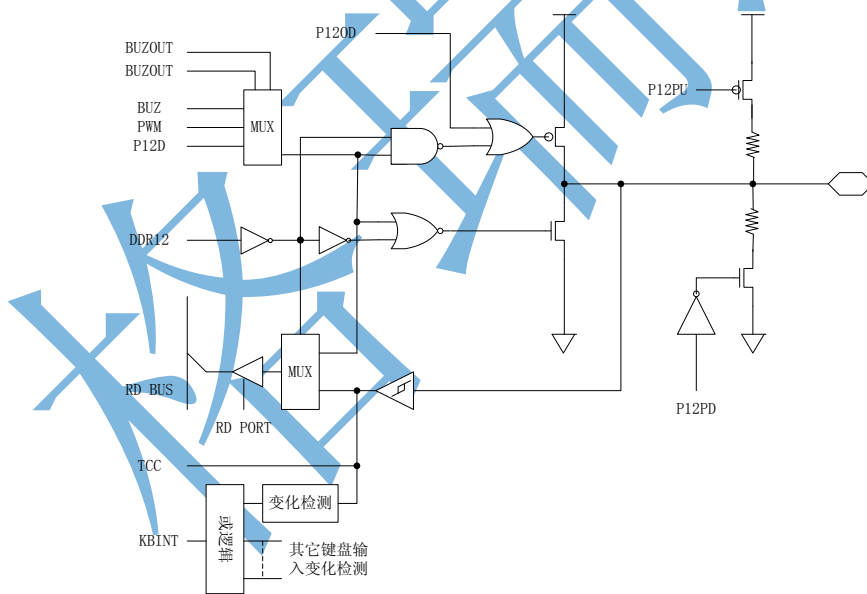 P12OD
BUZOUT
BUZOUT
P12PU
BUZ
PWM
MUX
P12D
DDR12
MUX
RD BUS
RD PORT
P12PD
TCC
变化检测
或逻辑
KBINT
其它键盘输
入变化检测